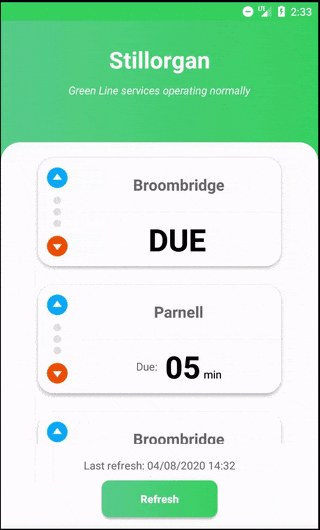 LTE 2:33
Stillorgan
Green Line services operating normally
Broombridge
DUE
Parnell
Due: 05 min
Broombridge
Last refresh: 04/08/2020 14:32
Refresh